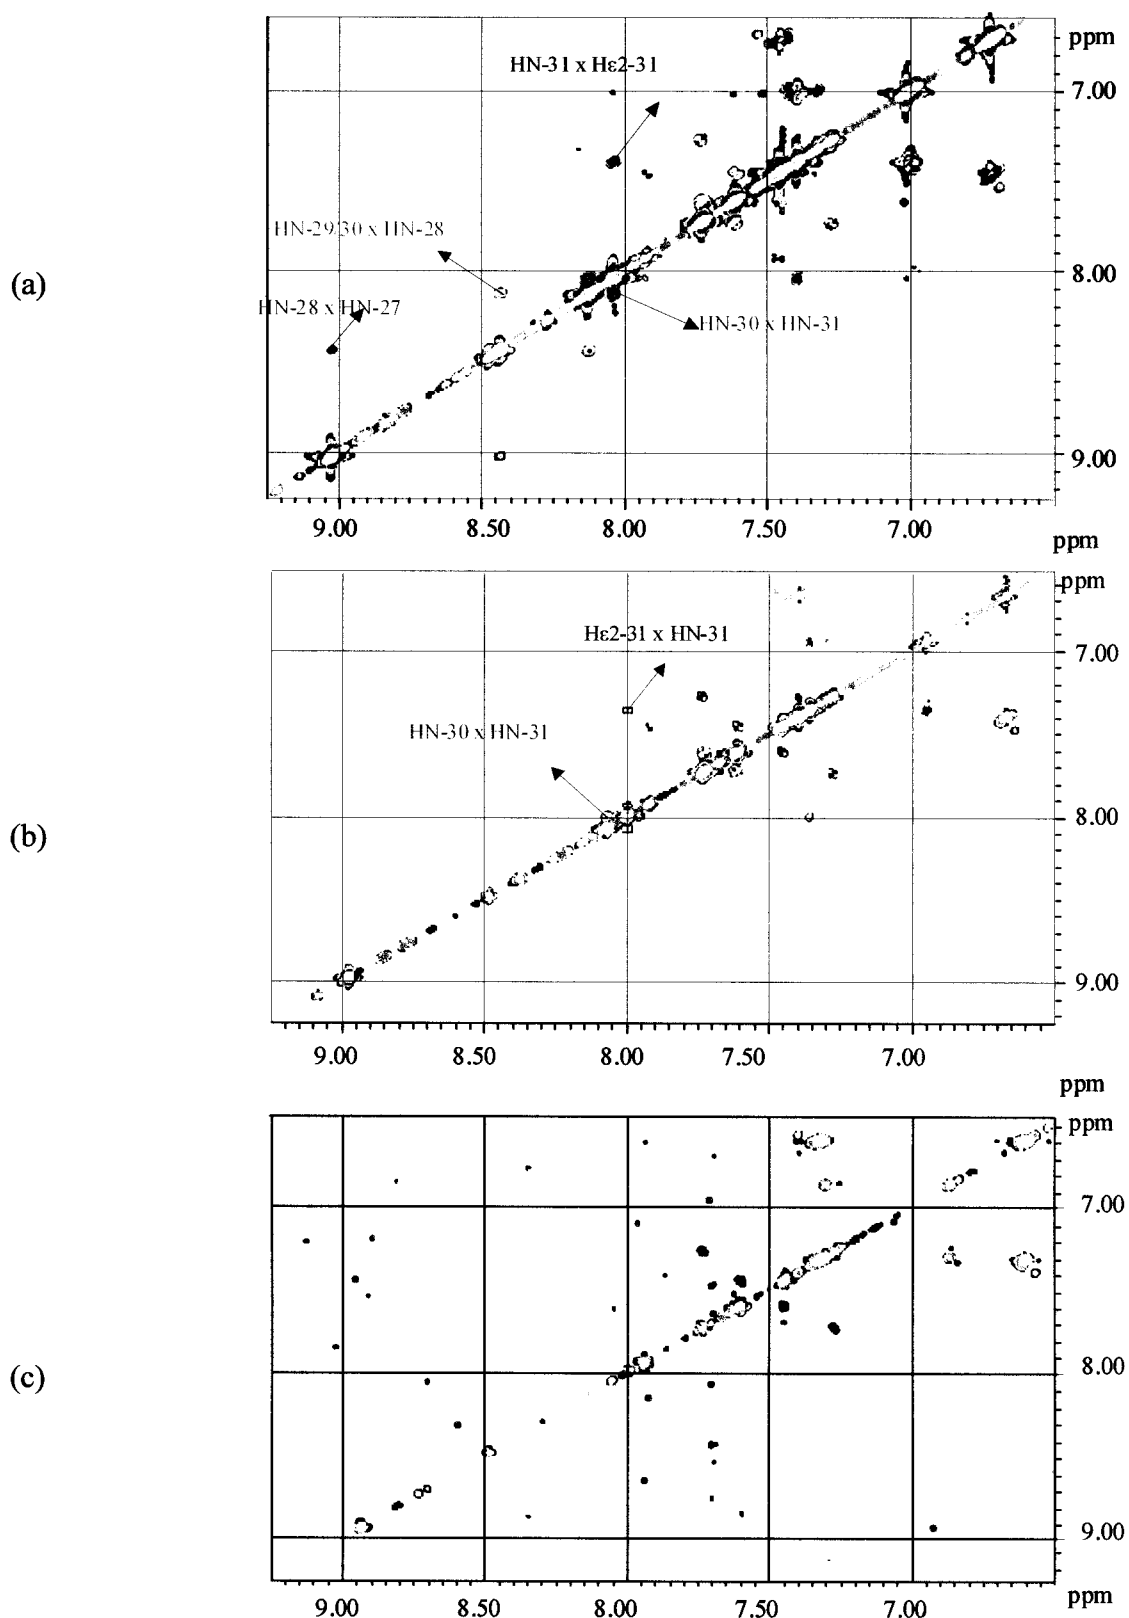 ppm
HN-31 x Hε2-31
7.00
HN-29/30 x HN-28
(a)
8.00
HN-28 x HN-27
HN-30 x HN-31
9.00
9.00 8.50 8.00 7.50 7.00
ppm
ppm
Hε2-31 x HN-31
7.00
HN-30 x HN-31
8.00
(b)
9.00
9.00 8.50 8.00 7.50 7.00
ppm
ppm
7.00
(c)
8.00
9.00
ppm
9.00 8.50 8.00 7.50 7.00